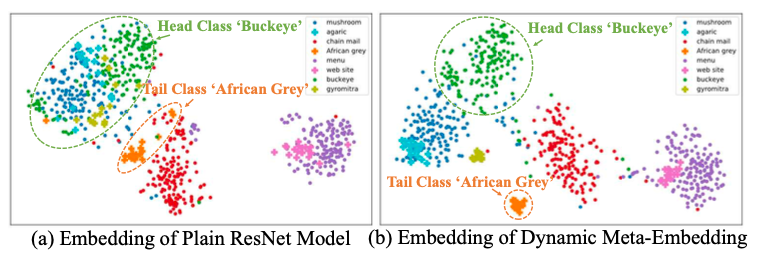 Head Class ‘Buckeye’
Tail Class ‘African Grey’
mushroom
agaric
chain mail
African grey
menu
web site
buckeye
gyromitra
(a) Embedding of Plain ResNet Model
Head Class ‘Buckeye’
Tail Class ‘African Grey’
mushroom
agaric
chain mail
African grey
menu
web site
buckeye
gyromitra
(b) Embedding of Dynamic Meta-Embedding